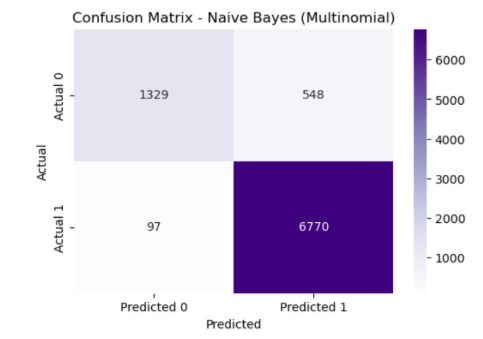 Confusion Matrix - Naive Bayes (Multinomial)
Actual
Actual 0
Actual 1
1329
548
97
6770
Predicted 0
Predicted 1
Predicted
6000
5000
4000
3000
2000
1000